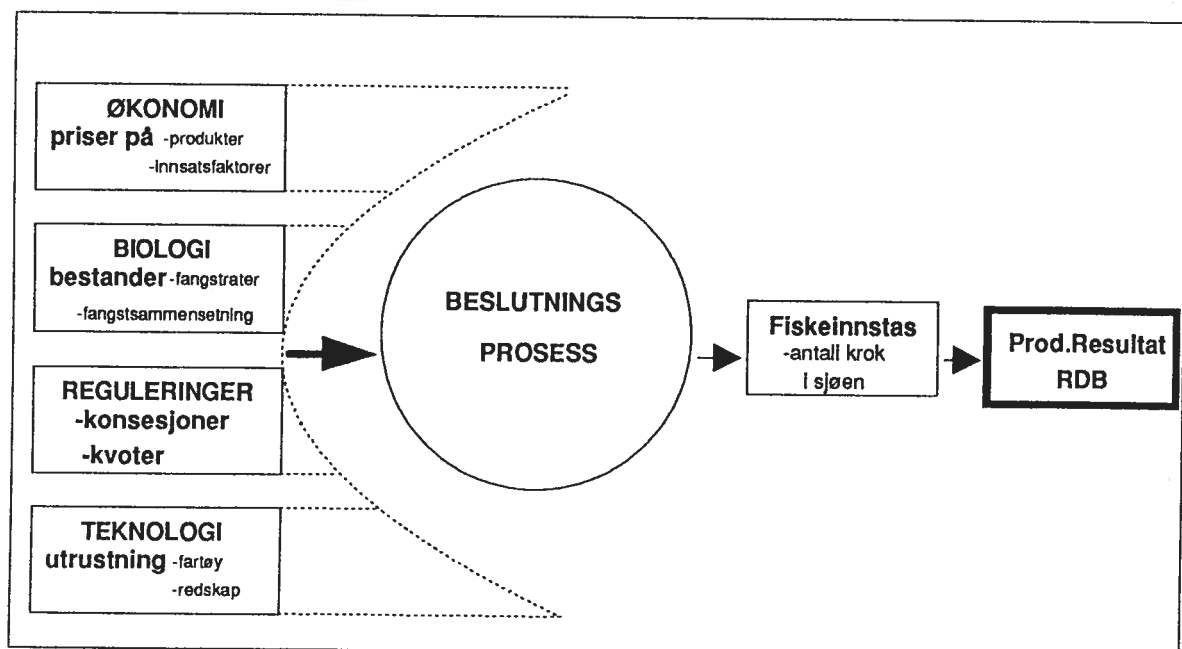 ØKONOMI
priser på -produkter
-innsatsfaktorer
BIOLOGI
bestander -fangstrater
-fangstsammensetning
REGULERINGER
-konsesjoner
-kvoter
TEKNOLOGI
utrustning -fartøy
-redskap
BESLUTNINGS
PROSESS
Fiskeinnstas
-antall krok
i sjøen
Prod.Resultat
RDB